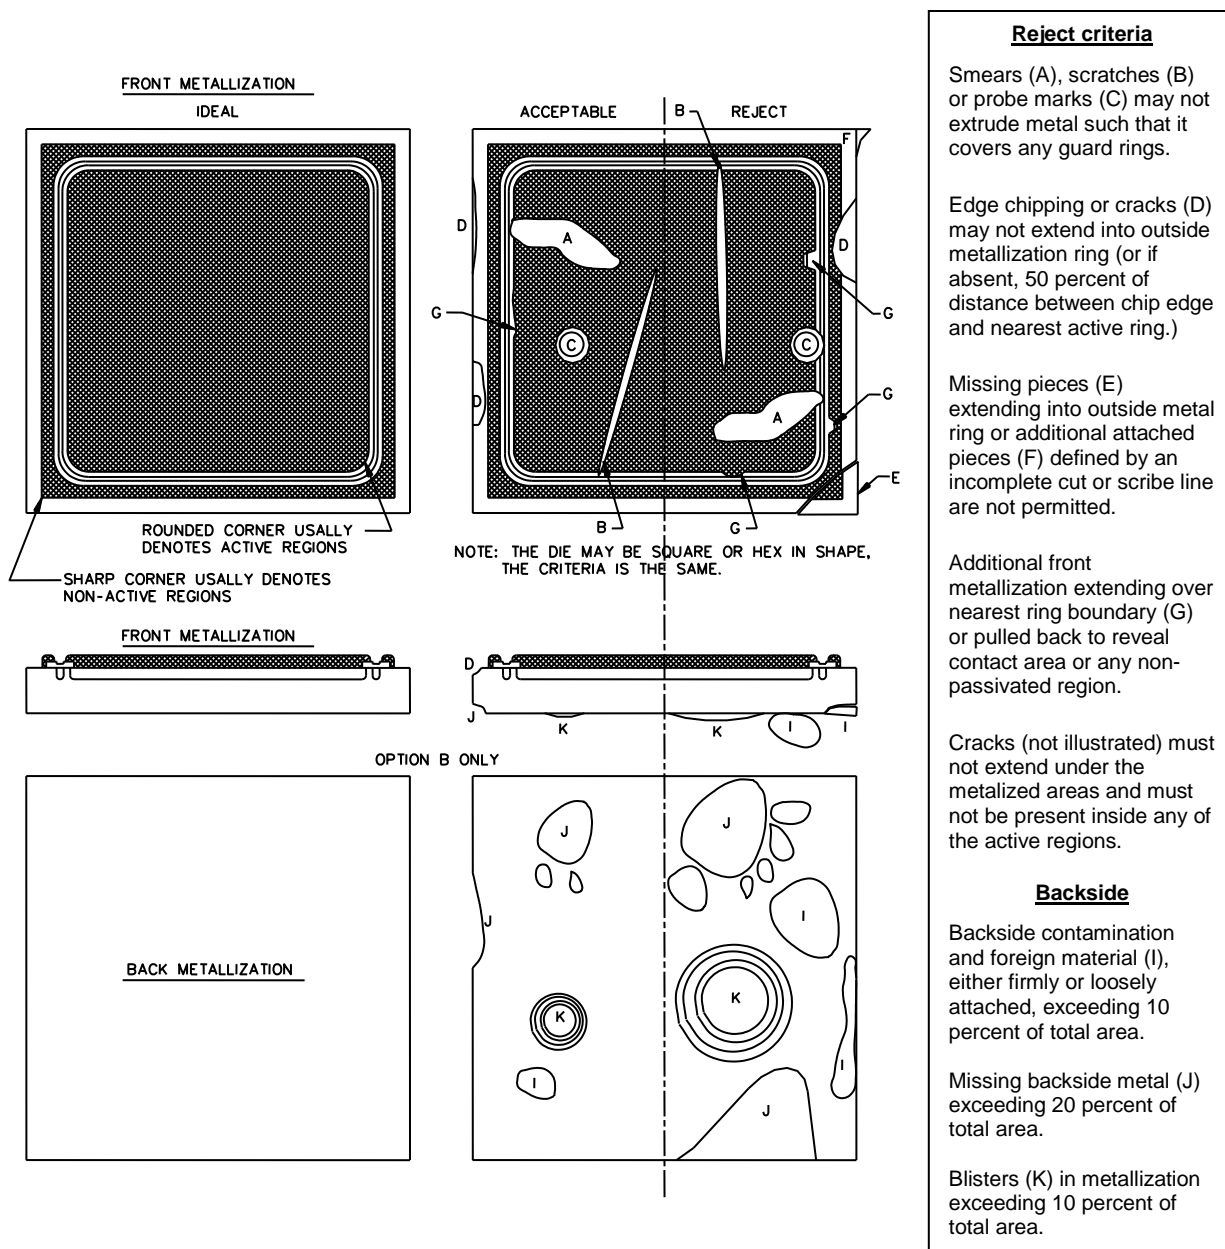 FRONT METALLIZATION
IDEAL
ACCEPTABLE
B
REJECT
F
D
A
D
G
G
C
C
D
A
G
E
B
G
ROUNDED CORNER USALLY
DENOTES ACTIVE REGIONS
SHARP CORNER USALLY DENOTES
NON-ACTIVE REGIONS
NOTE: THE DIE MAY BE SQUARE OR HEX IN SHAPE,
THE CRITERIA IS THE SAME.
FRONT METALLIZATION
D
J
K
K
I
I
OPTION B ONLY
J
J
J
I
BACK METALLIZATION
K
K
I
I
J
Reject criteria
Smears (A), scratches (B)
or probe marks (C) may not
extrude metal such that it
covers any guard rings.
Edge chipping or cracks (D)
may not extend into outside
metallization ring (or if
absent, 50 percent of
distance between chip edge
and nearest active ring.)
Missing pieces (E)
extending into outside metal
ring or additional attached
pieces (F) defined by an
incomplete cut or scribe line
are not permitted.
Additional front
metallization extending over
nearest ring boundary (G)
or pulled back to reveal
contact area or any non-
passivated region.
Cracks (not illustrated) must
not extend under the
metalized areas and must
not be present inside any of
the active regions.
Backside
Backside contamination
and foreign material (I),
either firmly or loosely
attached, exceeding 10
percent of total area.
Missing backside metal (J)
exceeding 20 percent of
total area.
Blisters (K) in metallization
exceeding 10 percent of
total area.